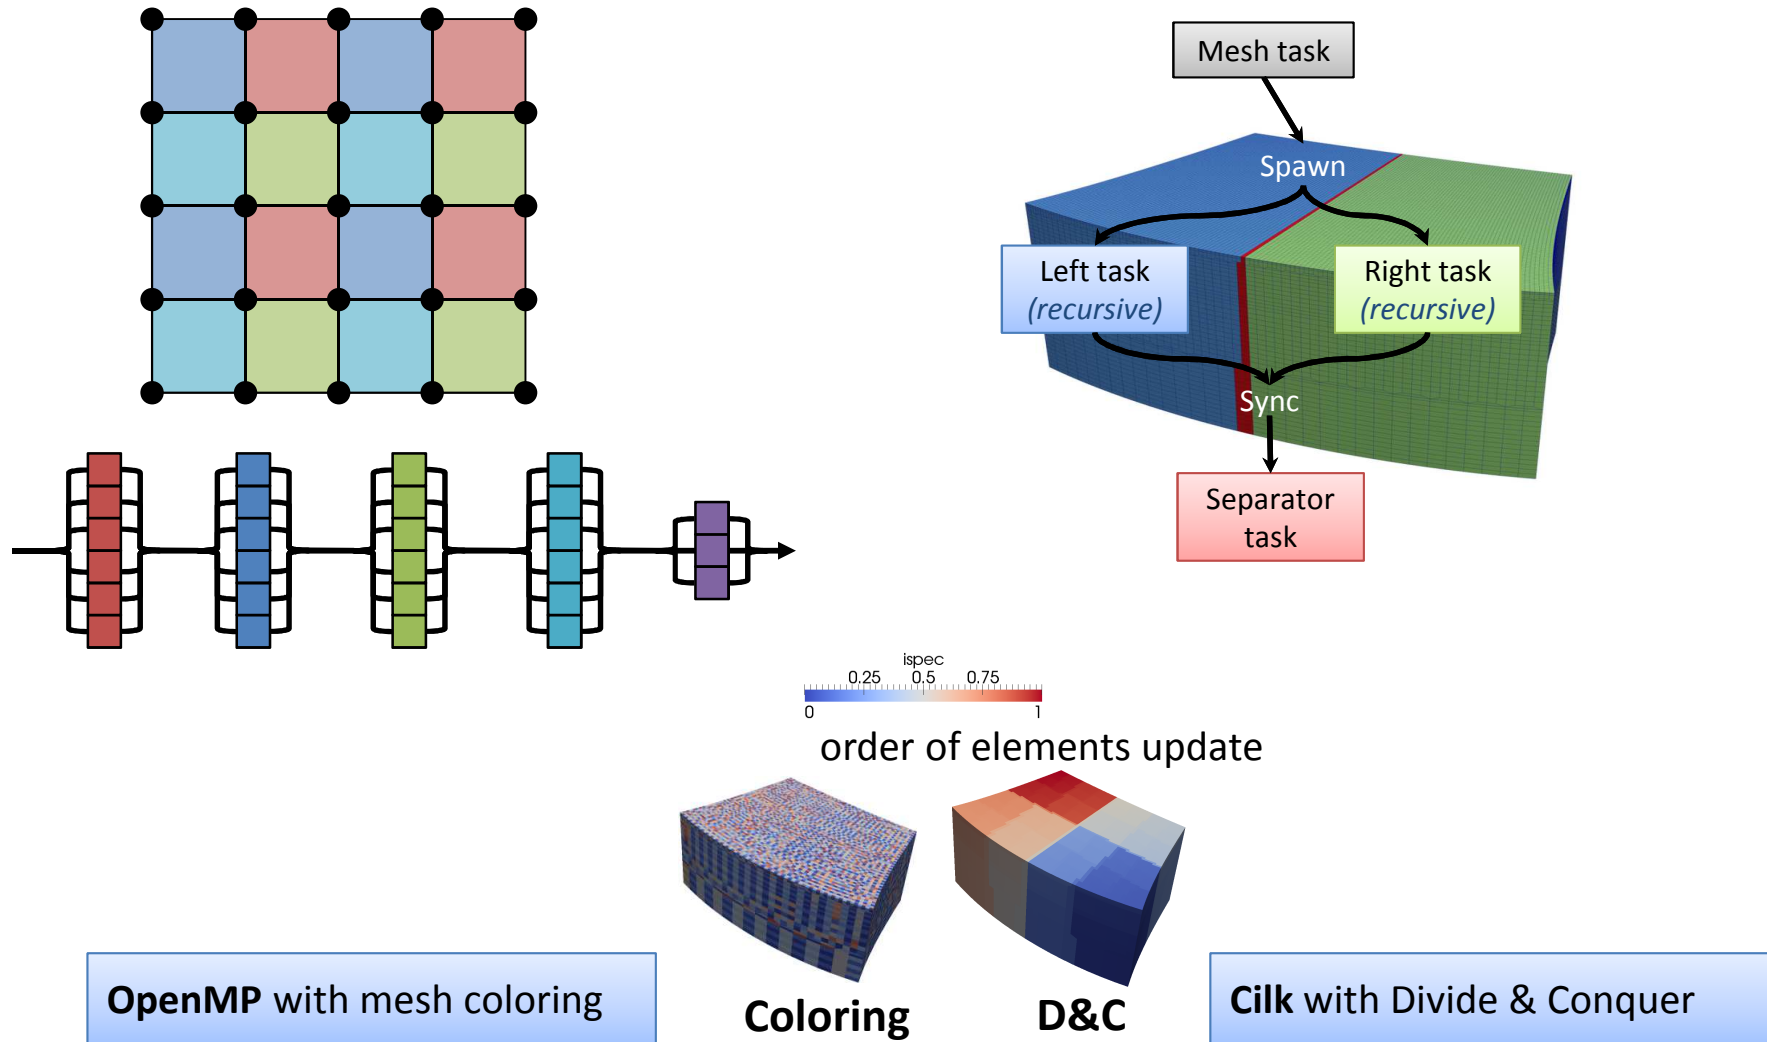 Mesh task
Spawn
Left task
(recursive)
Right task
(recursive)
Sync
Separator
task
ispec
0.25 0.5 0.75
0 1
order of elements update
Coloring
D&C
OpenMP with mesh coloring
Cilk with Divide & Conquer